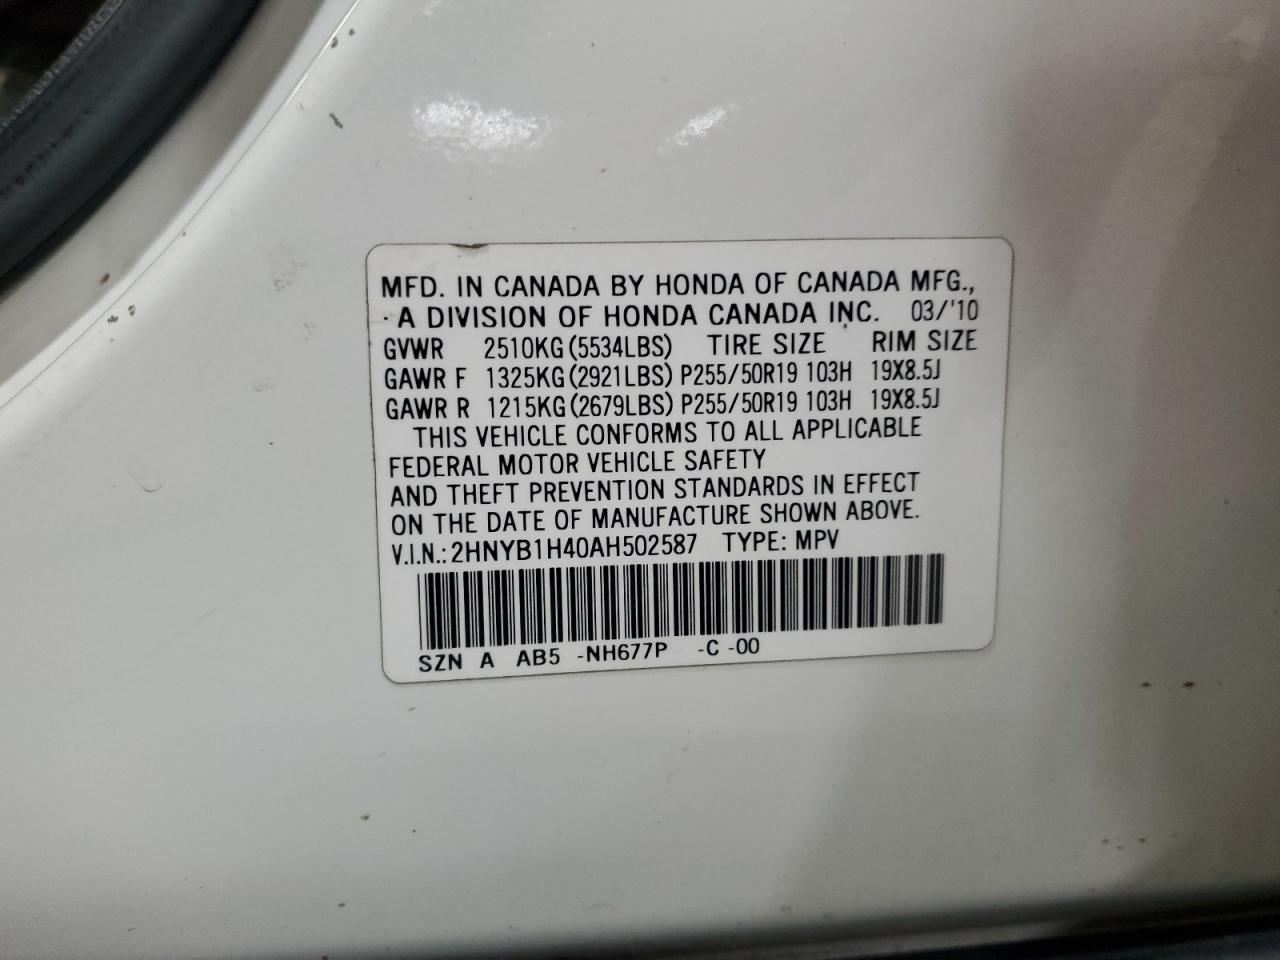 MFD. IN CANADA BY HONDA OF CANADA MFG.,
A DIVISION OF HONDA CANADA INC. 03/'10
GVWR 2510KG (5534LBS) TIRE SIZE RIM SIZE
GAWR F 1325KG (2921LBS) P255/50R19 103H 19X8.5J
GAWR R 1215KG (2679LBS) P255/50R19 103H 19X8.5J
THIS VEHICLE CONFORMS TO ALL APPLICABLE
FEDERAL MOTOR VEHICLE SAFETY
AND THEFT PREVENTION STANDARDS IN EFFECT
ON THE DATE OF MANUFACTURE SHOWN ABOVE.
V.I.N.: 2HNYB1H40AH502587 TYPE: MPV
SZN A AB5 -NH677P -C -00